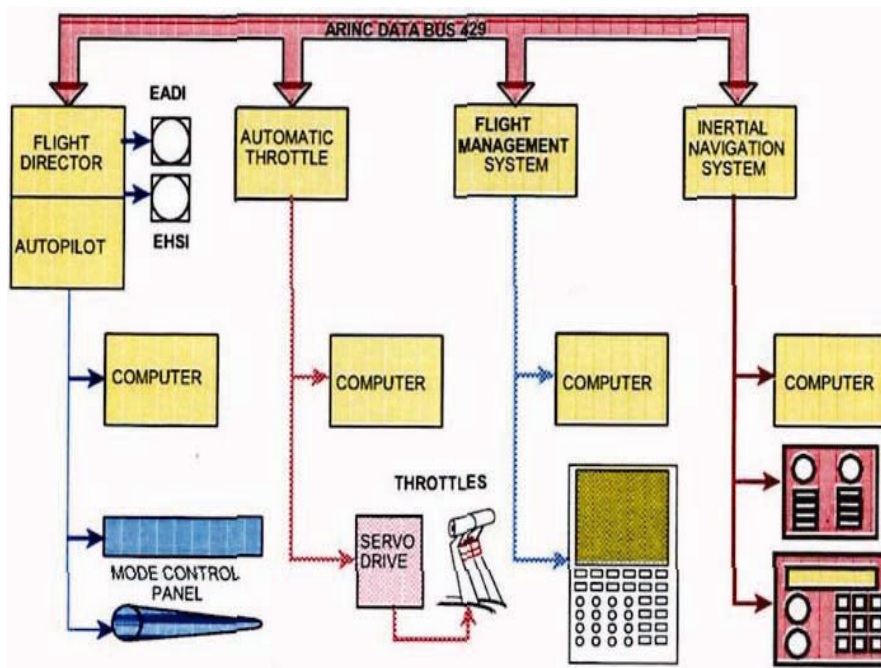 ARINC DATA BUS 429
EADI
FLIGHT
DIRECTOR
AUTOPILOT
EHSI
AUTOMATIC
THROTTLE
FLIGHT
MANAGEMENT
SYSTEM
INERTIAL
NAVIGATION
SYSTEM
COMPUTER
COMPUTER
COMPUTER
COMPUTER
MODE CONTROL
PANEL
THROTTLES
SERVO
DRIVE